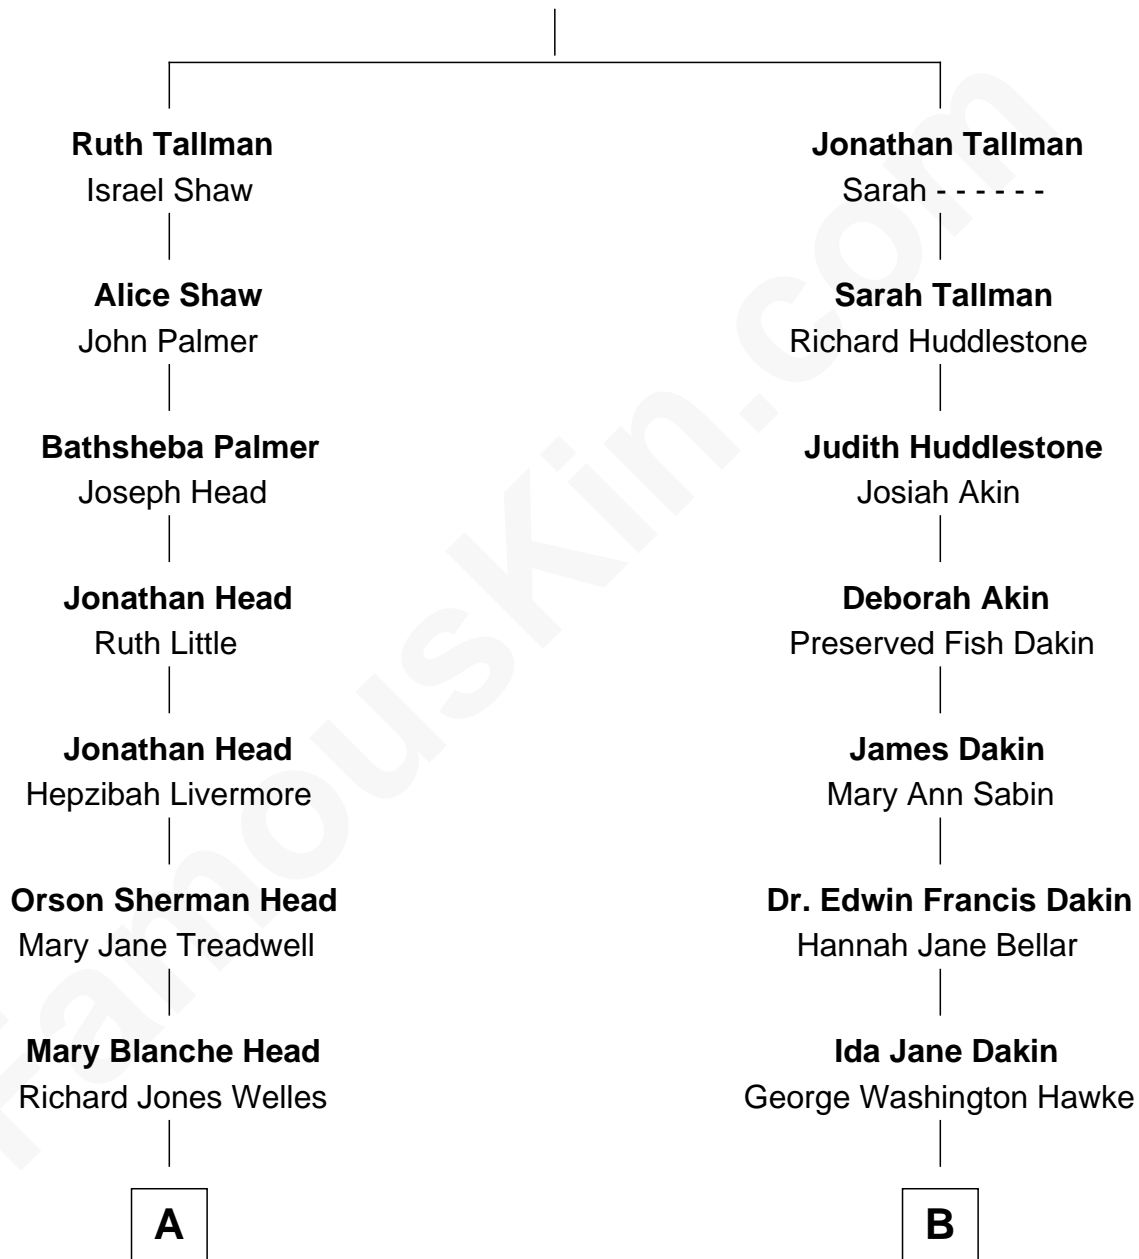 Ruth Tallman
Israel Shaw
Alice Shaw
John Palmer
Bathsheba Palmer
Joseph Head
Jonathan Head
Ruth Little
Jonathan Head
Hepzibah Livermore
Orson Sherman Head
Mary Jane Treadwell
Mary Blanche Head
Richard Jones Welles
A
Jonathan Tallman
Sarah - - - - - -
Sarah Tallman
Richard Huddlestone
Judith Huddlestone
Josiah Akin
Deborah Akin
Preserved Fish Dakin
James Dakin
Mary Ann Sabin
Dr. Edwin Francis Dakin
Hannah Jane Bellar
Ida Jane Dakin
George Washington Hawke
B
FamousKin.com